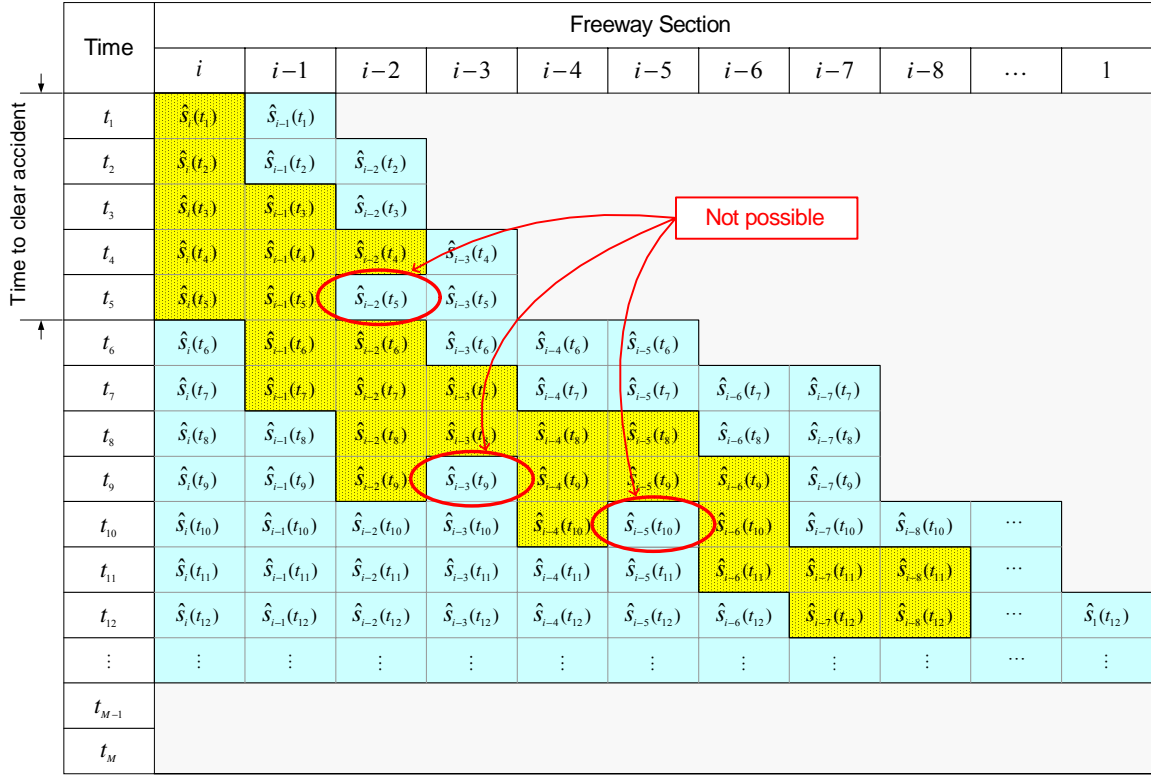 Freeway Section
Time
i i−1 i−2 i−3 i−4 i−5 i−6 i−7 i−8 … 1
Time to clear accident
t₁ ŝᵢ(t₁) ŝᵢ₋₁(t₁)
t₂ ŝᵢ(t₂) ŝᵢ₋₁(t₂) ŝᵢ₋₂(t₂)
t₃ ŝᵢ(t₃) ŝᵢ₋₁(t₃) ŝᵢ₋₂(t₃)
Not possible
t₄ ŝᵢ(t₄) ŝᵢ₋₁(t₄) ŝᵢ₋₂(t₄) ŝᵢ₋₃(t₄)
t₅ ŝᵢ(t₅) ŝᵢ₋₁(t₅) ŝᵢ₋₂(t₅) ŝᵢ₋₃(t₅)
t₆ ŝᵢ(t₆) ŝᵢ₋₁(t₆) ŝᵢ₋₂(t₆) ŝᵢ₋₃(t₆) ŝᵢ₋₄(t₆) ŝᵢ₋₅(t₆)
t₇ ŝᵢ(t₇) ŝᵢ₋₁(t₇) ŝᵢ₋₂(t₇) ŝᵢ₋₃(t₇) ŝᵢ₋₄(t₇) ŝᵢ₋₆(t₇) ŝᵢ₋₇(t₇)
t₈ ŝᵢ(t₈) ŝᵢ₋₁(t₈) ŝᵢ₋₂(t₈) ŝᵢ₋₃(t₈) ŝᵢ₋₄(t₈) ŝᵢ₋₅(t₈) ŝᵢ₋₆(t₈) ŝᵢ₋₇(t₈)
t₉ ŝᵢ(t₉) ŝᵢ₋₁(t₉) ŝᵢ₋₂(t₉) ŝᵢ₋₃(t₉) ŝᵢ₋₄(t₉) ŝᵢ₋₅(t₉) ŝᵢ₋₆(t₉) ŝᵢ₋₇(t₉)
t₁₀ ŝᵢ(t₁₀) ŝᵢ₋₁(t₁₀) ŝᵢ₋₂(t₁₀) ŝᵢ₋₃(t₁₀) ŝᵢ₋₄(t₁₀) ŝᵢ₋₅(t₁₀) ŝᵢ₋₆(t₁₀) ŝᵢ₋₇(t₁₀) ŝᵢ₋₈(t₁₀) …
t₁₁ ŝᵢ(t₁₁) ŝᵢ₋₁(t₁₁) ŝᵢ₋₂(t₁₁) ŝᵢ₋₃(t₁₁) ŝᵢ₋₄(t₁₁) ŝᵢ₋₅(t₁₁) ŝᵢ₋₆(t₁₁) ŝᵢ₋₇(t₁₁) ŝᵢ₋₈(t₁₁) …
t₁₂ ŝᵢ(t₁₂) ŝᵢ₋₁(t₁₂) ŝᵢ₋₂(t₁₂) ŝᵢ₋₃(t₁₂) ŝᵢ₋₄(t₁₂) ŝᵢ₋₅(t₁₂) ŝᵢ₋₆(t₁₂) ŝᵢ₋₇(t₁₂) ŝᵢ₋₈(t₁₂) … ŝ₁(t₁₂)
⋮ ⋮ ⋮ ⋮ ⋮ ⋮ ⋮ ⋮ ⋮ ⋮ … ⋮
t_M−1
t_M